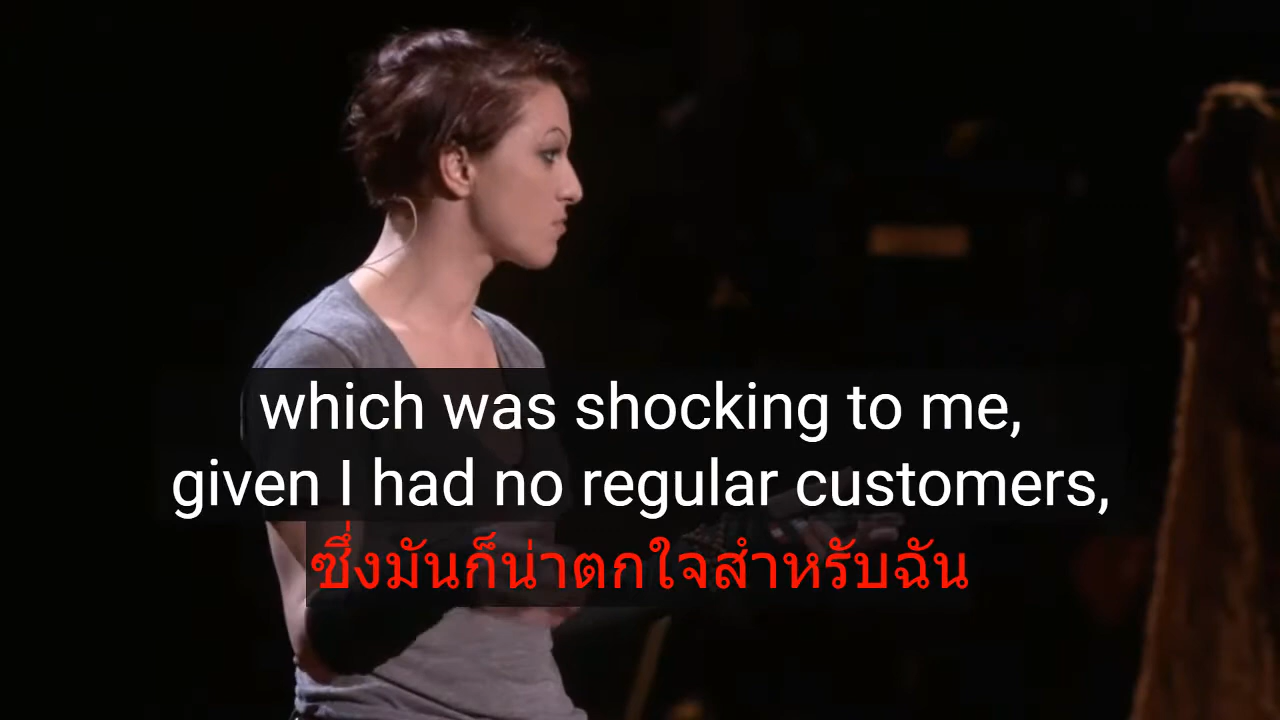 which was shocking to me,
given I had no regular customers,
ซึ่งมันก็น่าตกใจสำหรับฉัน